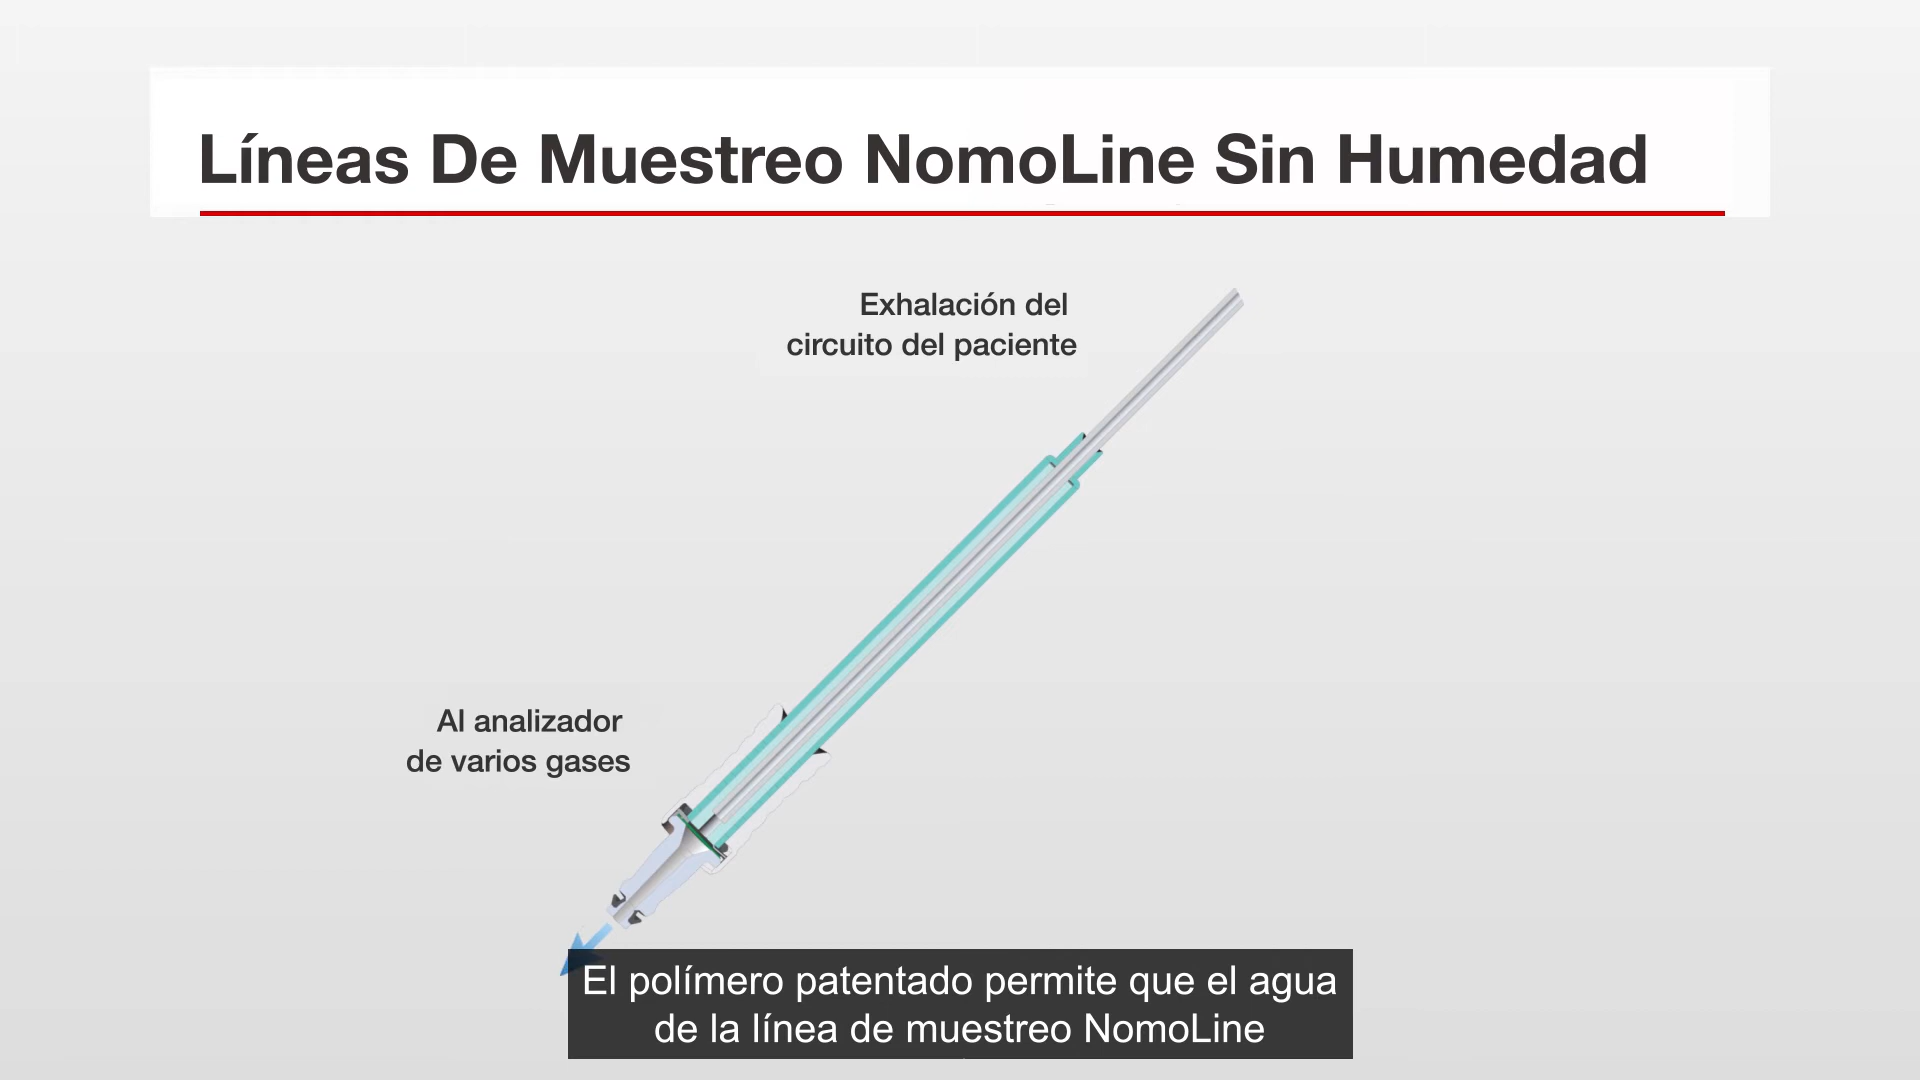 Líneas De Muestreo NomoLine Sin Humedad
Exhalación del
circuito del paciente
Al analizador
de varios gases
El polímero patentado permite que el agua
de la línea de muestreo NomoLine